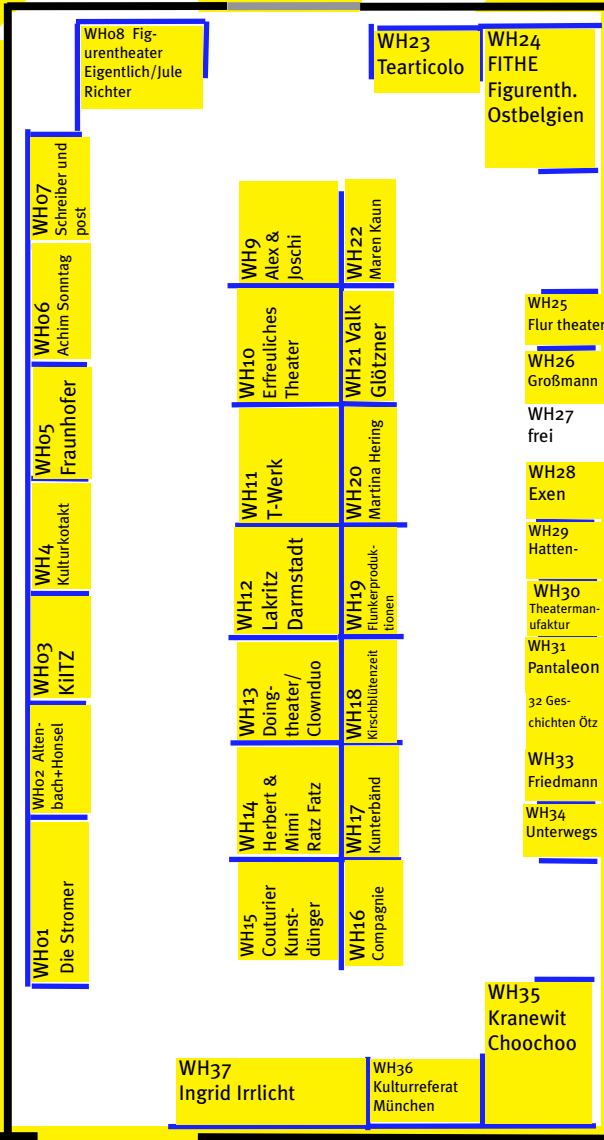 WH08 Fig-
urentheater
Eigentlich/Jule
Richter
WH23
Tearticolo
WH24
FITHE
Figurenth.
Ostbelgien
WH07
Schreiber und
post
WH06
Achim Sonntag
WH05
Fraunhofer
WH4
Kulturkotakt
WH03
KiITZ
WH02 Alten-
bach+Honsel
WH01
Die Stromer
WH9
Alex &
Joschi
WH10
Erfreuliches
Theater
WH11
T-Werk
WH12
Lakritz
Darmstadt
WH13
Doing-
theater/
Clownduo
WH14
Herbert &
Mimi
Ratz Fatz
WH15
Couturier
Kunst-
dünger
WH22
Maren Kaun
WH21 Valk
Glötzner
WH20
Martina Hering
WH19
Flunkerproduk-
tionen
WH18
Kirschblütenzeit
WH17
Kunterbänd
WH16
Compagnie
WH25
Flur theater
WH26
Großmann
WH27
frei
WH28
Exen
WH29
Hatten-
WH30
Theaterman-
ufaktur
WH31
Pantaleon
32 Ges-
chichten Ötz
WH33
Friedmann
WH34
Unterwegs
WH35
Kranewit
Choochoo
WH37
Ingrid Irrlicht
WH36
Kulturreferat
München